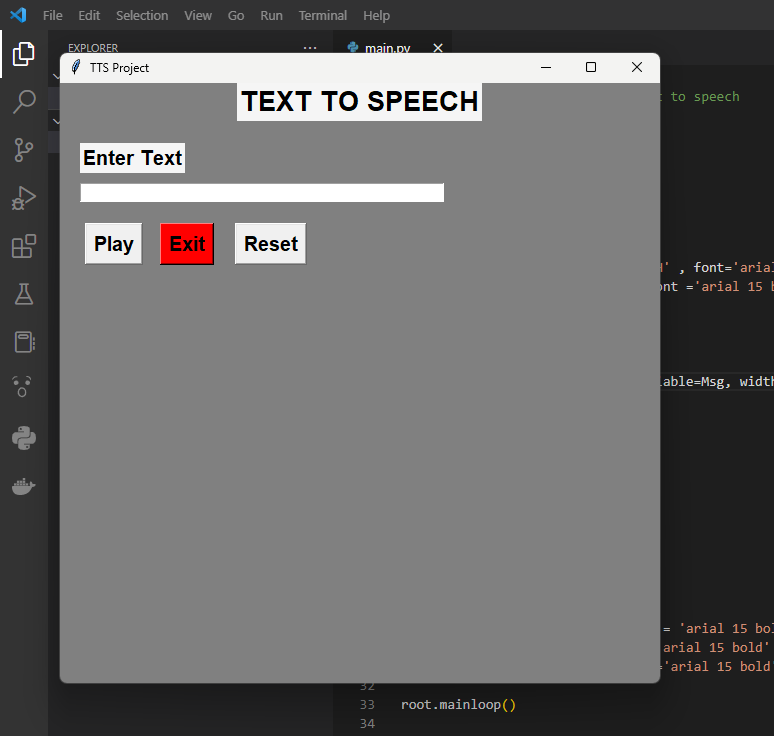 File Edit Selection View Go Run Terminal Help
EXPLORER ··· main.py
TTS Project
TEXT TO SPEECH
to speech
Enter Text
Play Exit Reset
' , font='arial
ont ='arial 15 b
iable=Msg, width
= 'arial 15 bol
arial 15 bold'
='arial 15 bold'
32
33 root.mainloop()
34